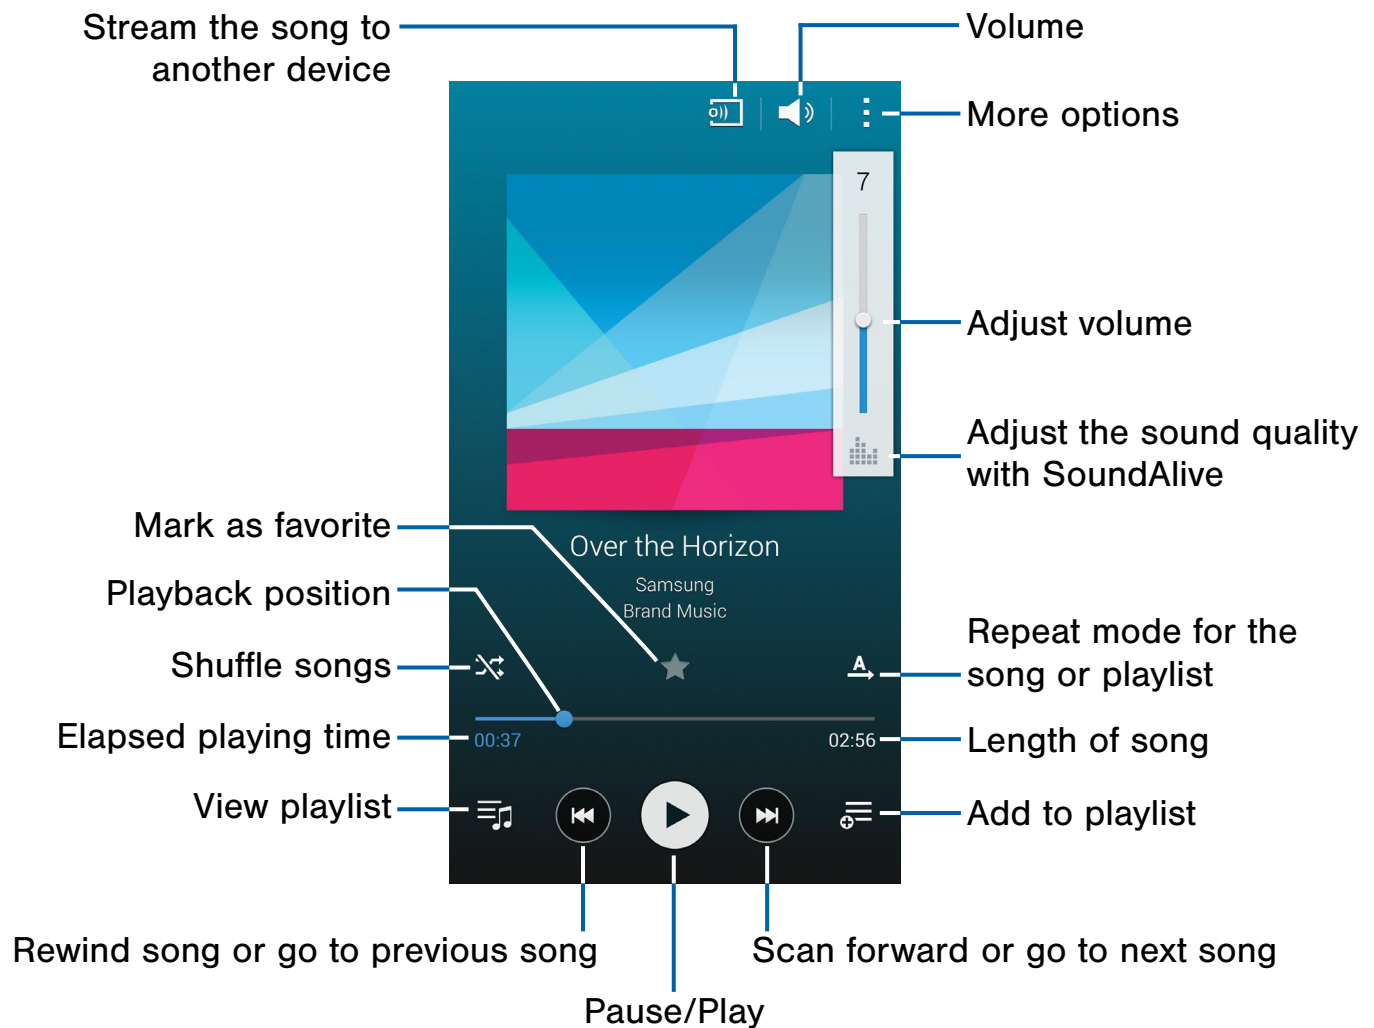 Stream the song to
another device
Volume
More options
7
Adjust volume
Adjust the sound quality
with SoundAlive
Mark as favorite
Over the Horizon
Playback position
Samsung
Brand Music
Repeat mode for the
song or playlist
Shuffle songs
A
Elapsed playing time
00:37
02:56
Length of song
View playlist
Add to playlist
Rewind song or go to previous song
Scan forward or go to next song
Pause/Play